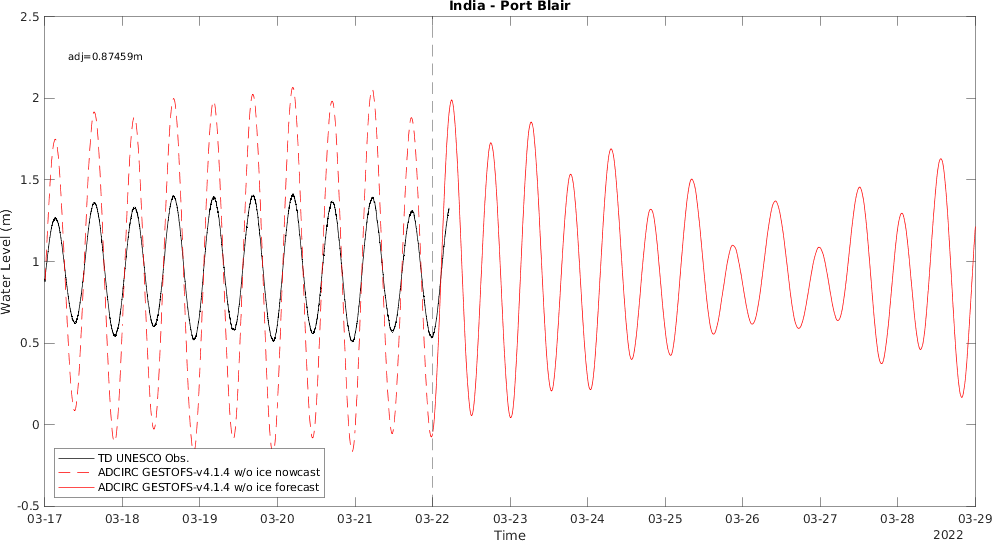 India - Port Blair
adj=0.87459m
2.5
2
1.5
1
0.5
0
-0.5
Water Level (m)
TD UNESCO Obs.
ADCIRC GESTOFS-v4.1.4 w/o ice nowcast
ADCIRC GESTOFS-v4.1.4 w/o ice forecast
03-17 03-18 03-19 03-20 03-21 03-22 03-23 03-24 03-25 03-26 03-27 03-28 03-29
Time
2022